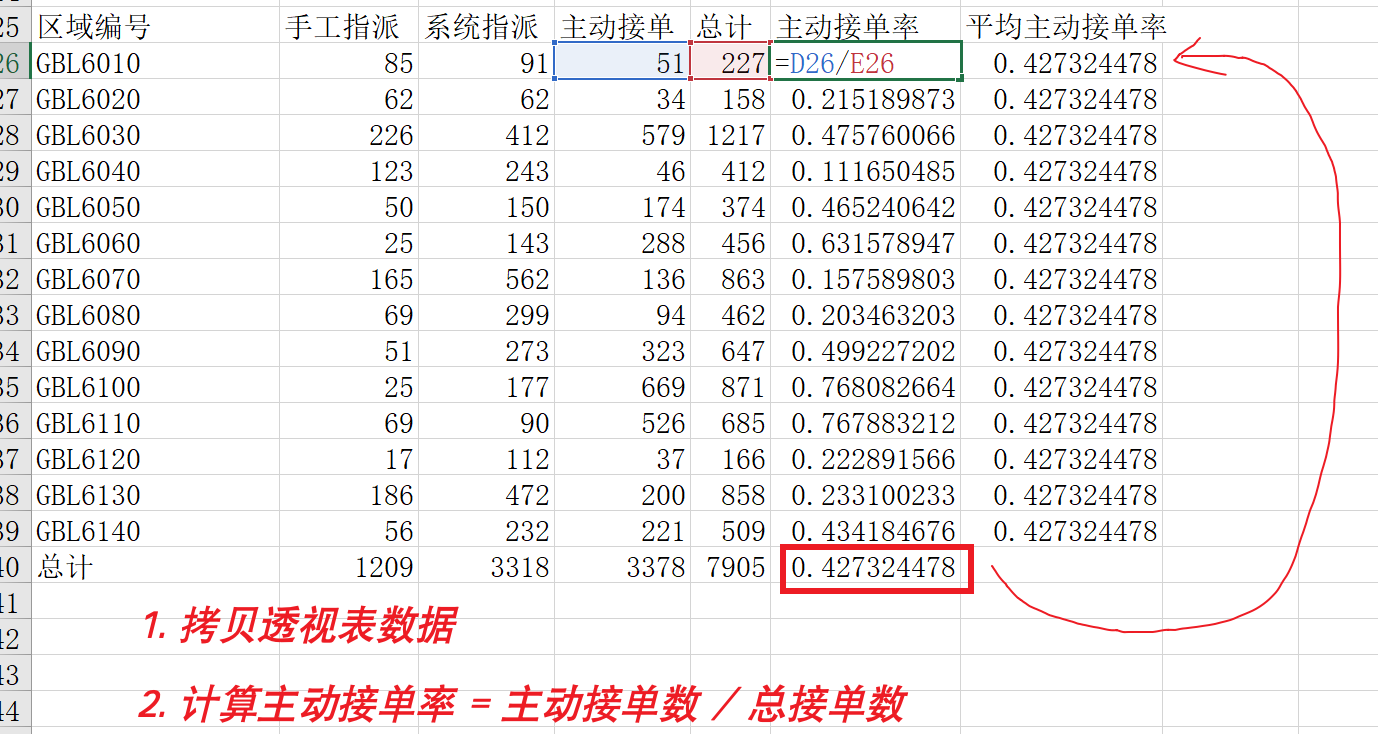 25 区域编号 手工指派 系统指派 主动接单 总计 主动接单率 平均主动接单率
26 GBL6010 85 91 51 227 =D26/E26 0.427324478
27 GBL6020 62 62 34 158 0.215189873 0.427324478
28 GBL6030 226 412 579 1217 0.475760066 0.427324478
29 GBL6040 123 243 46 412 0.111650485 0.427324478
30 GBL6050 50 150 174 374 0.465240642 0.427324478
31 GBL6060 25 143 288 456 0.631578947 0.427324478
32 GBL6070 165 562 136 863 0.157589803 0.427324478
33 GBL6080 69 299 94 462 0.203463203 0.427324478
34 GBL6090 51 273 323 647 0.499227202 0.427324478
35 GBL6100 25 177 669 871 0.768082664 0.427324478
36 GBL6110 69 90 526 685 0.767883212 0.427324478
37 GBL6120 17 112 37 166 0.222891566 0.427324478
38 GBL6130 186 472 200 858 0.233100233 0.427324478
39 GBL6140 56 232 221 509 0.434184676 0.427324478
40 总计 1209 3318 3378 7905 0.427324478
41
1. 拷贝透视表数据
42
43
2. 计算主动接单率 = 主动接单数 / 总接单数
44